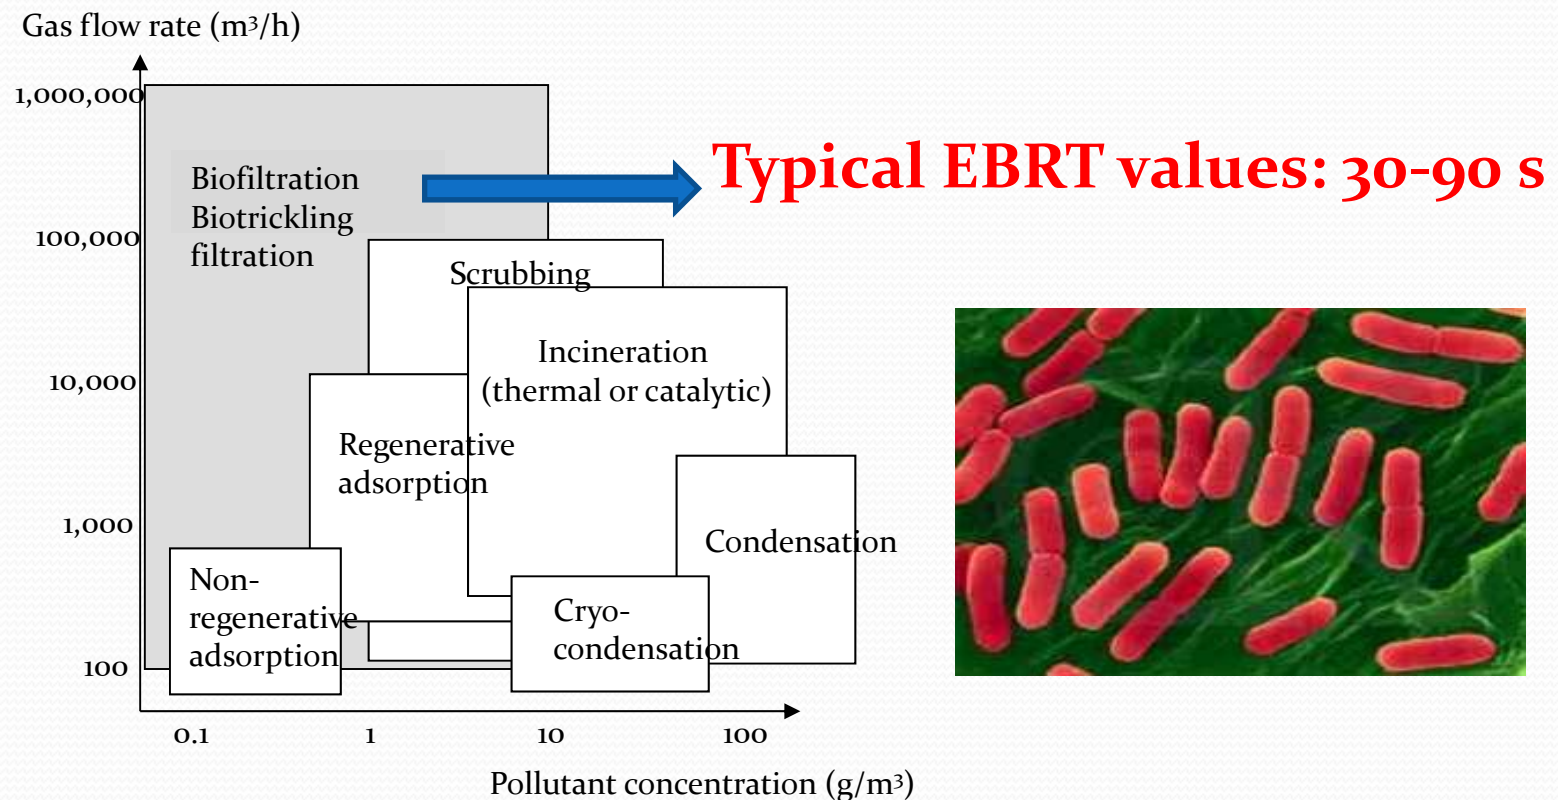 Gas flow rate (m³/h)
1,000,000
100,000
10,000
1,000
100
Biofiltration
Biotrickling
filtration
Typical EBRT values: 30-90 s
Scrubbing
Incineration
(thermal or catalytic)
Regenerative
adsorption
Condensation
Non-
regenerative
adsorption
Cryo-
condensation
0.1
1
10
100
Pollutant concentration (g/m³)